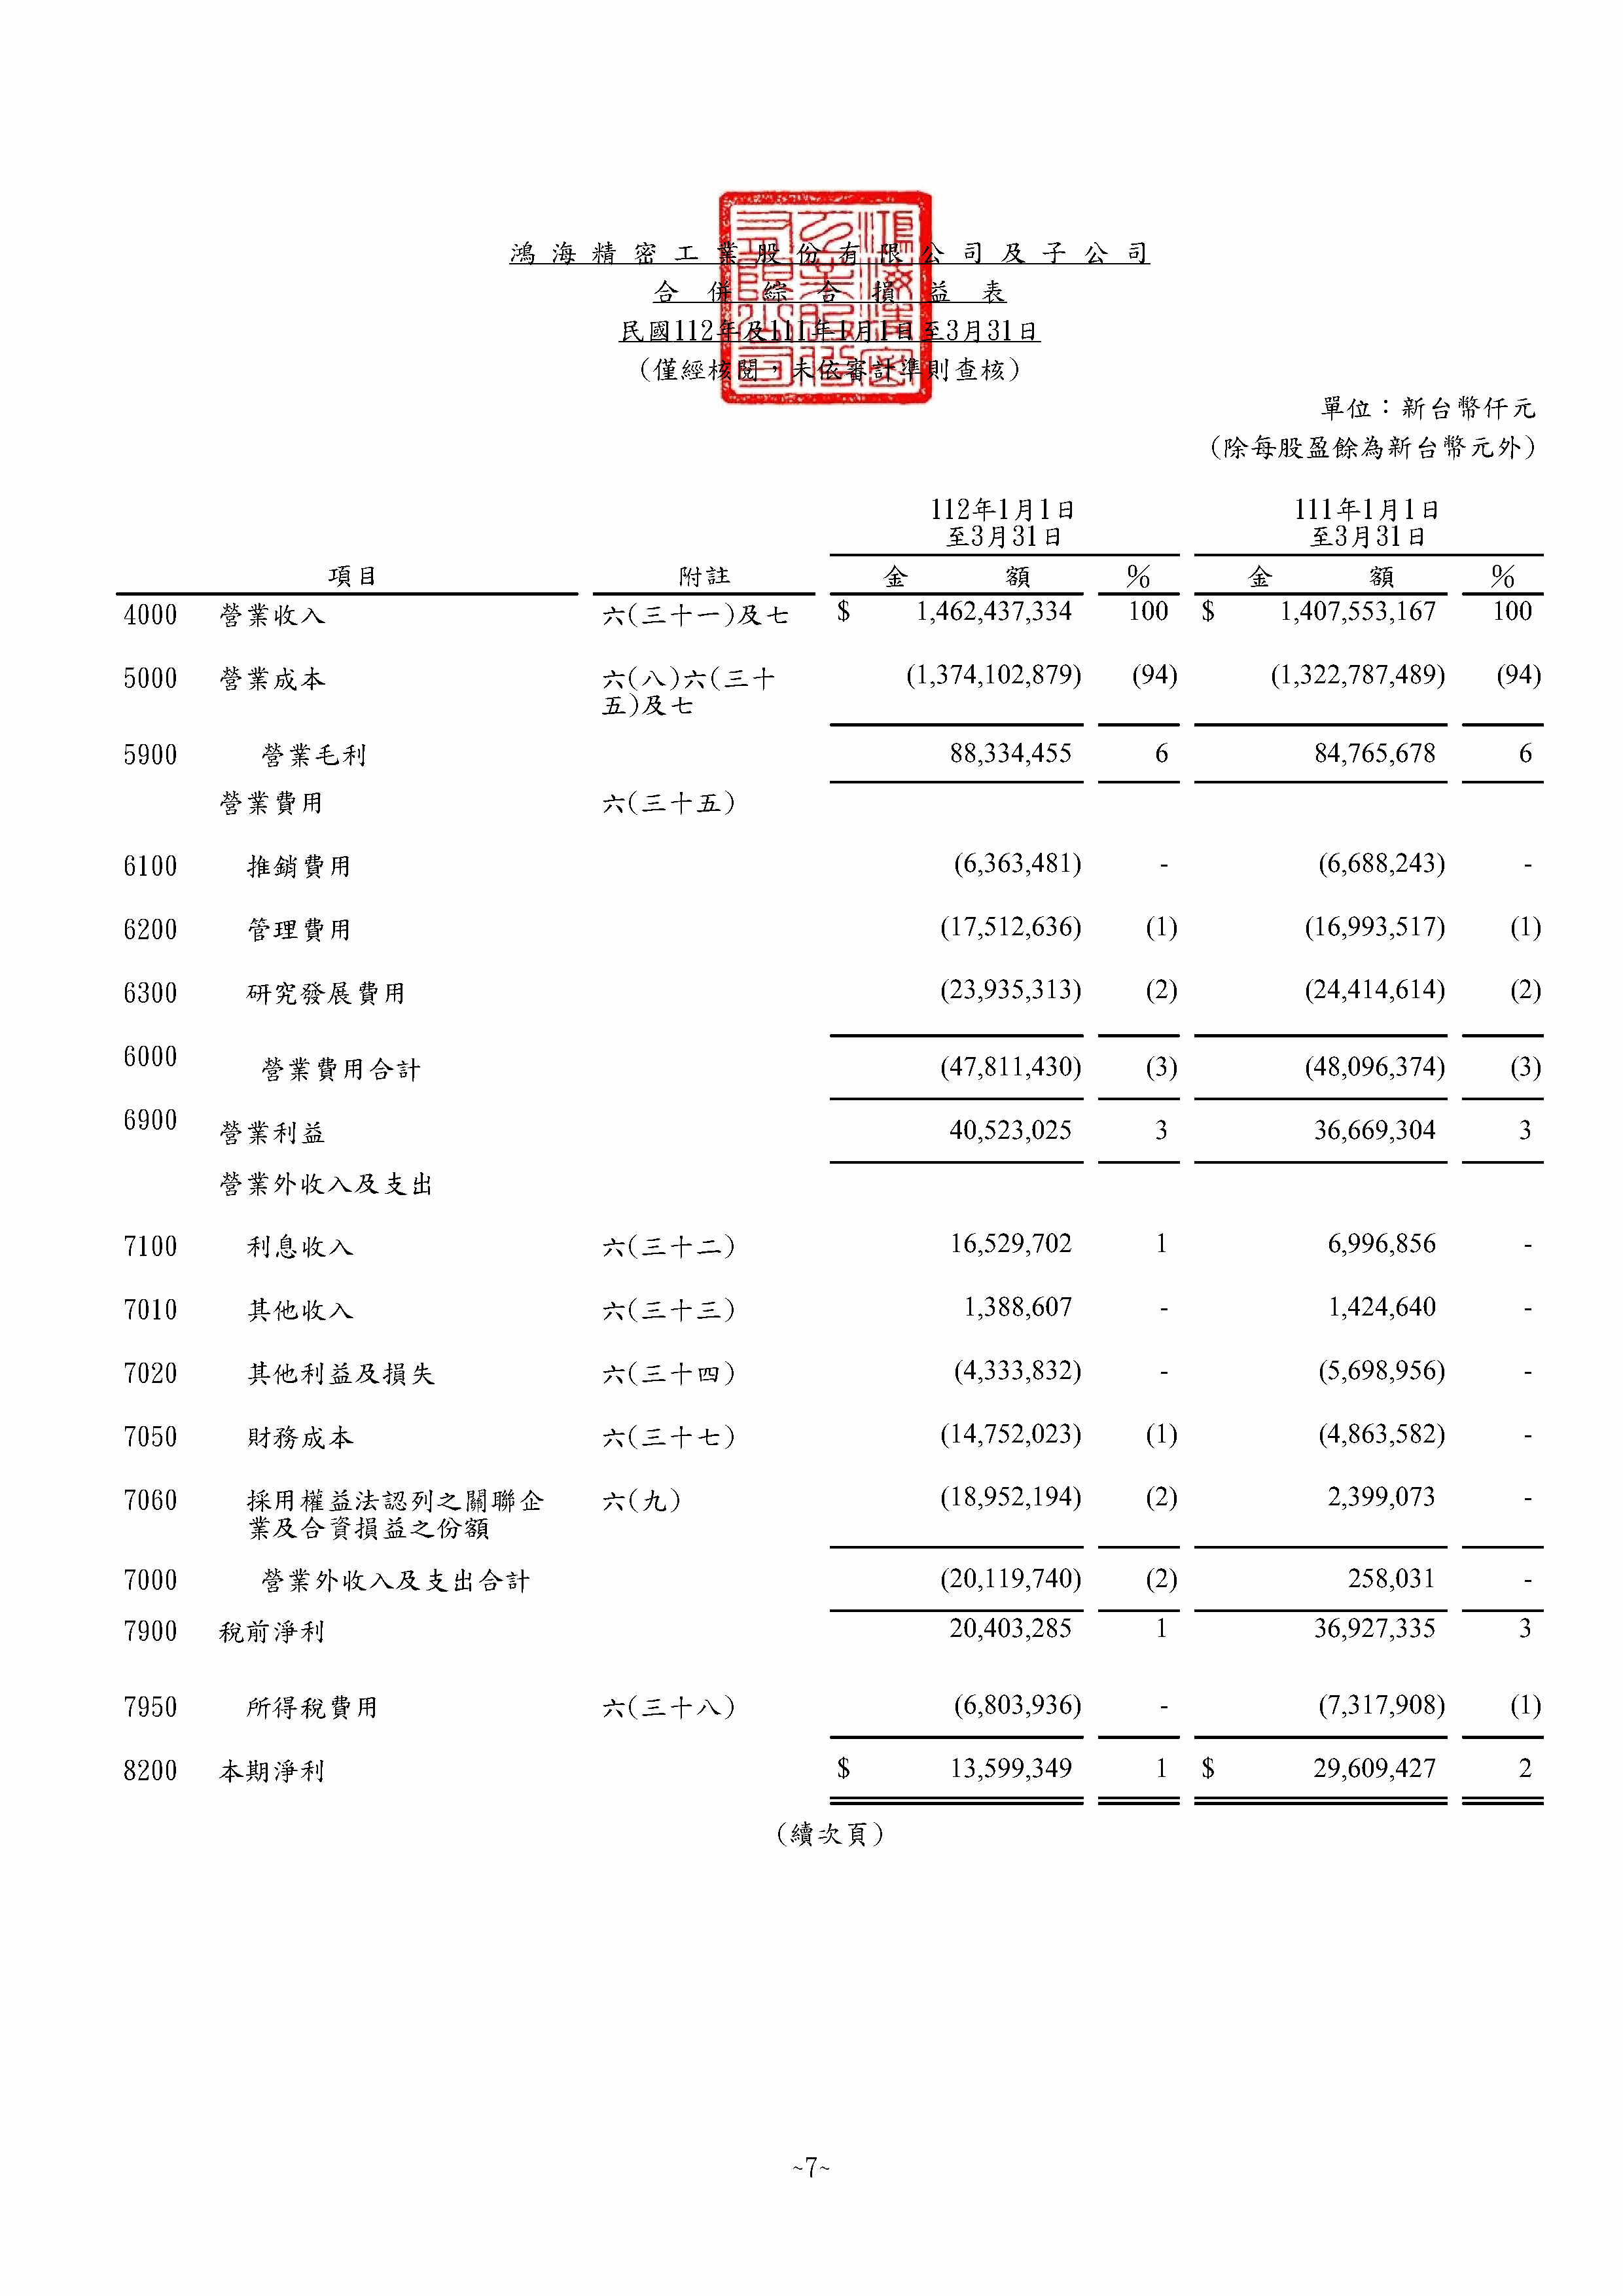 鴻海精密工業股份有限公司及子公司
合併綜合損益表
民國112年及111年1月1日至3月31日
(僅經核閱，未依審計準則查核)
單位：新台幣仟元
(除每股盈餘為新台幣元外)
112年1月1日 111年1月1日
至3月31日 至3月31日
項目 附註 金額 % 金額 %
4000 營業收入 六(三十一)及七 $ 1,462,437,334 100 $ 1,407,553,167 100
5000 營業成本 六(八)六(三十 (1,374,102,879) (94) (1,322,787,489) (94)
五)及七
5900 營業毛利 88,334,455 6 84,765,678 6
營業費用 六(三十五)
6100 推銷費用 (6,363,481) - (6,688,243) -
6200 管理費用 (17,512,636) (1) (16,993,517) (1)
6300 研究發展費用 (23,935,313) (2) (24,414,614) (2)
6000 營業費用合計 (47,811,430) (3) (48,096,374) (3)
6900 營業利益 40,523,025 3 36,669,304 3
營業外收入及支出
7100 利息收入 六(三十二) 16,529,702 1 6,996,856 -
7010 其他收入 六(三十三) 1,388,607 - 1,424,640 -
7020 其他利益及損失 六(三十四) (4,333,832) - (5,698,956) -
7050 財務成本 六(三十七) (14,752,023) (1) (4,863,582) -
7060 採用權益法認列之關聯企 六(九) (18,952,194) (2) 2,399,073 -
業及合資損益之份額
7000 營業外收入及支出合計 (20,119,740) (2) 258,031 -
7900 稅前淨利 20,403,285 1 36,927,335 3
7950 所得稅費用 六(三十八) (6,803,936) - (7,317,908) (1)
8200 本期淨利 $ 13,599,349 1 $ 29,609,427 2
(續次頁)
~7~